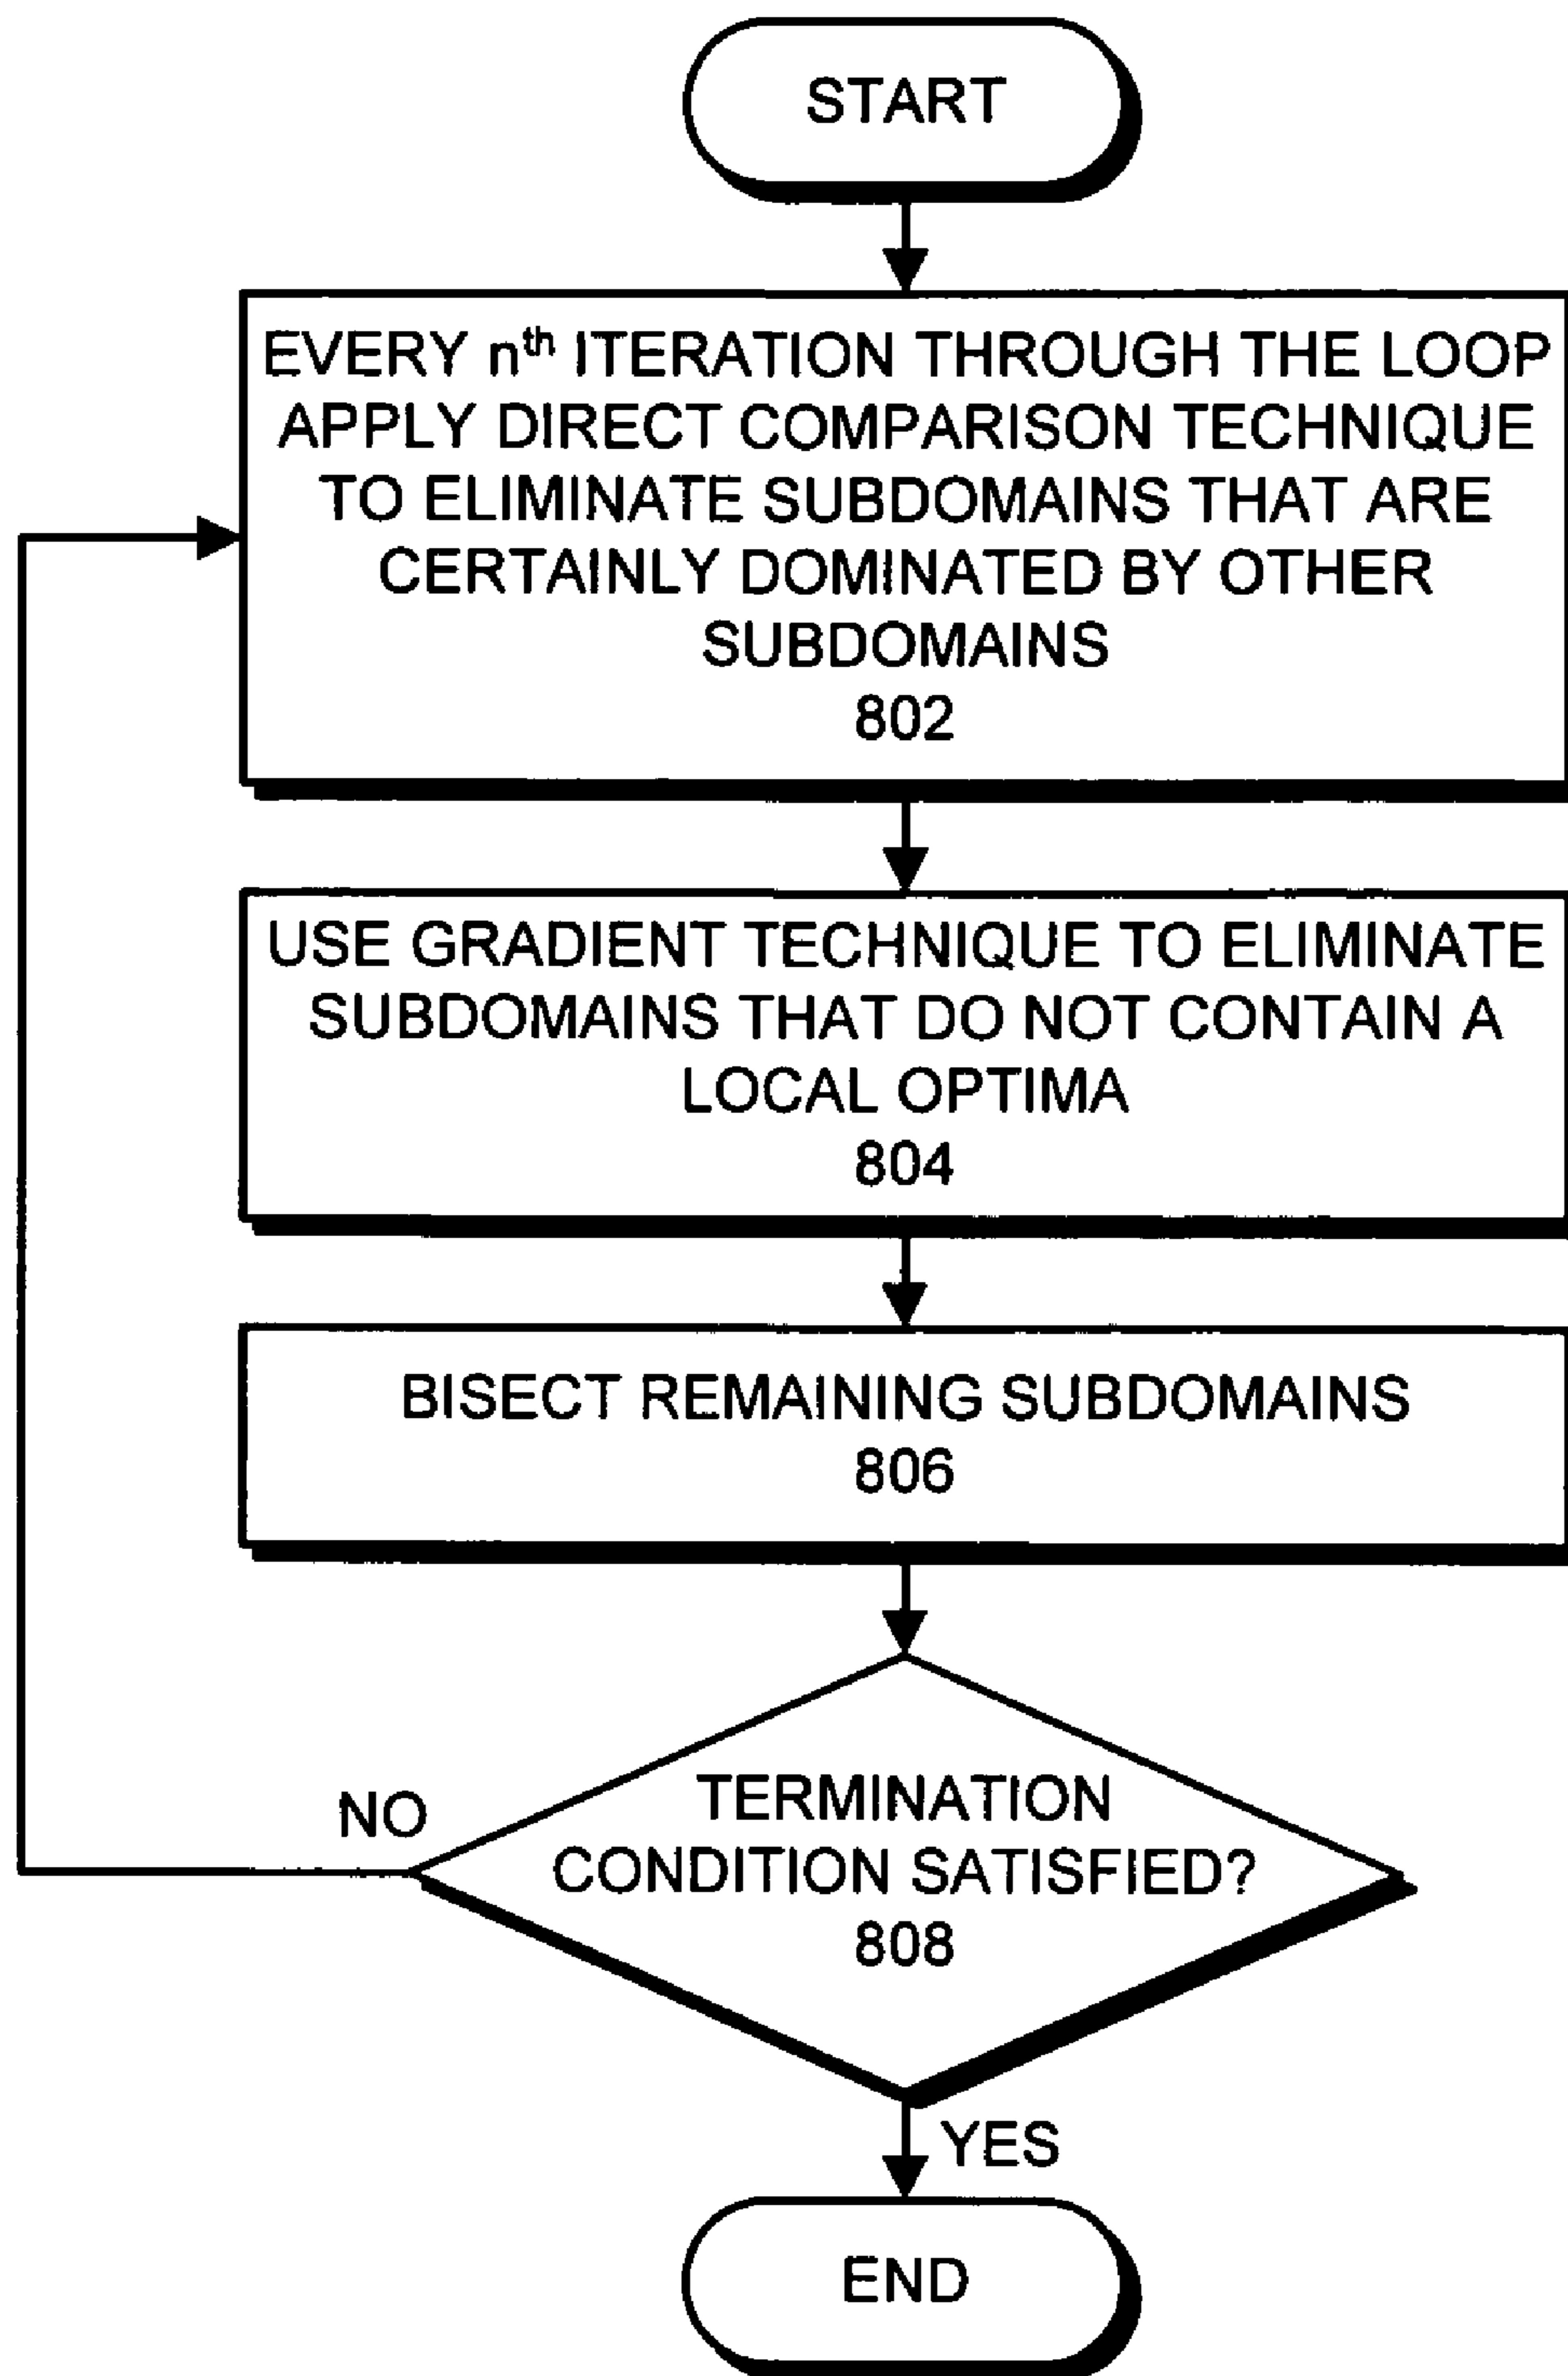 START
EVERY nth ITERATION THROUGH THE LOOP
APPLY DIRECT COMPARISON TECHNIQUE
TO ELIMINATE SUBDOMAINS THAT ARE
CERTAINLY DOMINATED BY OTHER
SUBDOMAINS
802
USE GRADIENT TECHNIQUE TO ELIMINATE
SUBDOMAINS THAT DO NOT CONTAIN A
LOCAL OPTIMA
804
BISECT REMAINING SUBDOMAINS
806
NO
TERMINATION
CONDITION SATISFIED?
808
YES
END